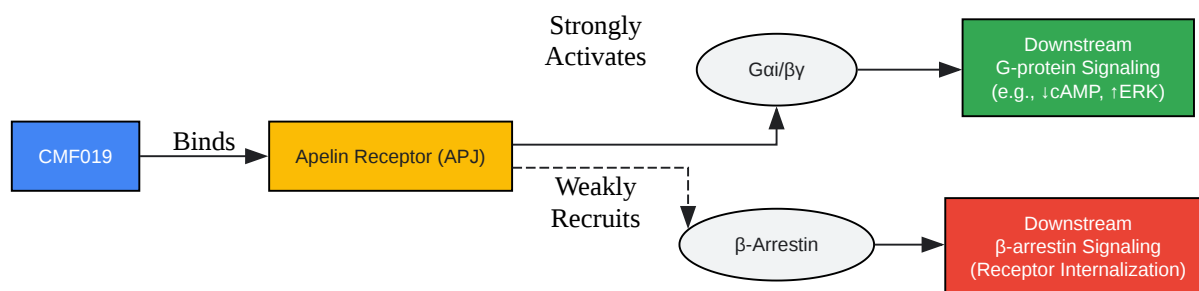 CMF019
Binds
Apelin Receptor (APJ)
Strongly
Activates
Gαi/βγ
Downstream
G-protein Signaling
(e.g., ↓cAMP, ↑ERK)
Weakly
Recruits
β-Arrestin
Downstream
β-arrestin Signaling
(Receptor Internalization)